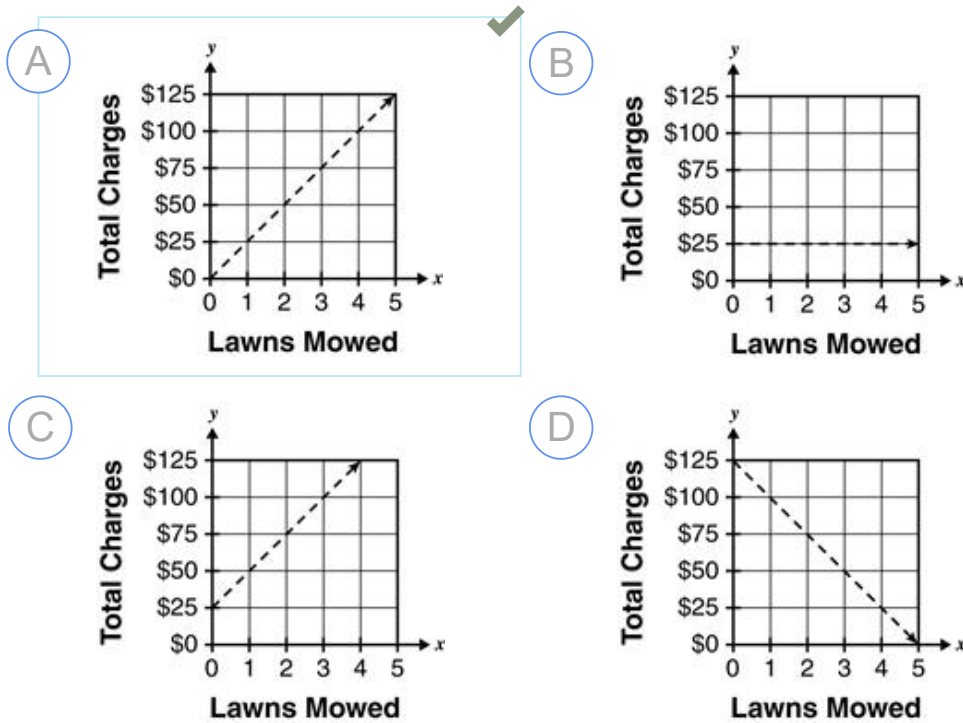 A
y
Total Charges
$125
$100
$75
$50
$25
$0
0 1 2 3 4 5
x
Lawns Mowed
B
y
Total Charges
$125
$100
$75
$50
$25
$0
0 1 2 3 4 5
x
Lawns Mowed
C
y
Total Charges
$125
$100
$75
$50
$25
$0
0 1 2 3 4 5
x
Lawns Mowed
D
y
Total Charges
$125
$100
$75
$50
$25
$0
0 1 2 3 4 5
x
Lawns Mowed